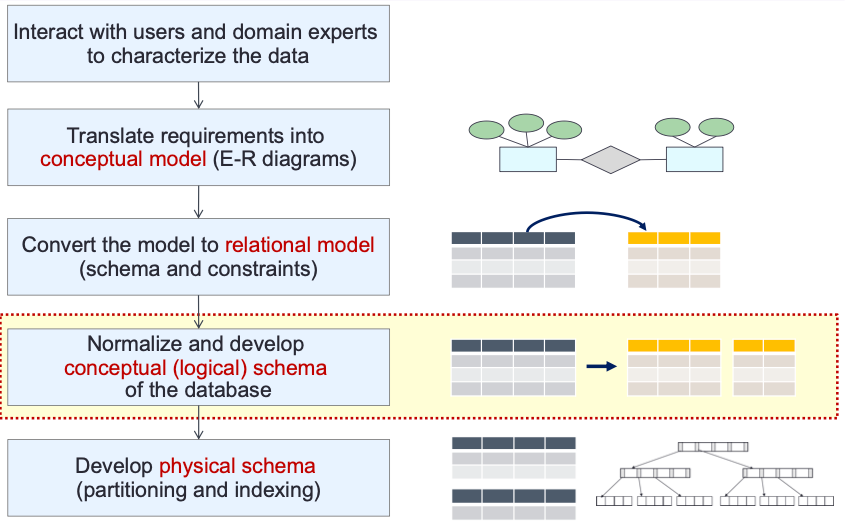 Interact with users and domain experts
to characterize the data
Translate requirements into
conceptual model (E-R diagrams)
Convert the model to relational model
(schema and constraints)
Normalize and develop
conceptual (logical) schema
of the database
Develop physical schema
(partitioning and indexing)